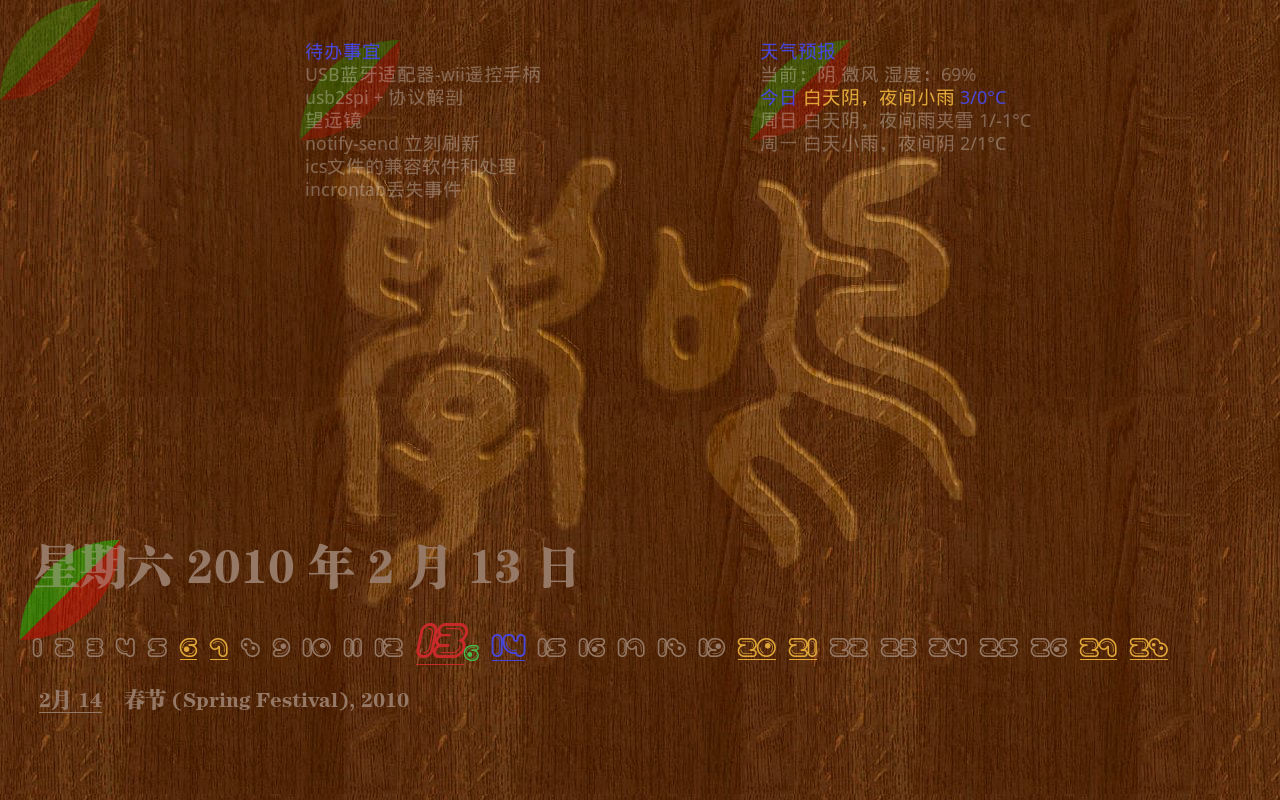 待办事宜
USB蓝牙适配器-wii遥控手柄
usb2spi + 协议解剖
望远镜
notify-send 立刻刷新
ics文件的兼容软件和处理
incrontab丢失事件
天气预报
当前：阴 微风 湿度：69%
今日 白天阴，夜间小雨 3/0°C
周日 白天阴，夜间雨夹雪 1/-1°C
周一 白天小雨，夜间阴 2/1°C
星期六 2010 年 2 月 13 日
1 2 3 4 5 6 7 8 9 10 11 12 13 6 14 15 16 17 18 19 20 21 22 23 24 25 26 27 28
2月 14 春节 (Spring Festival), 2010